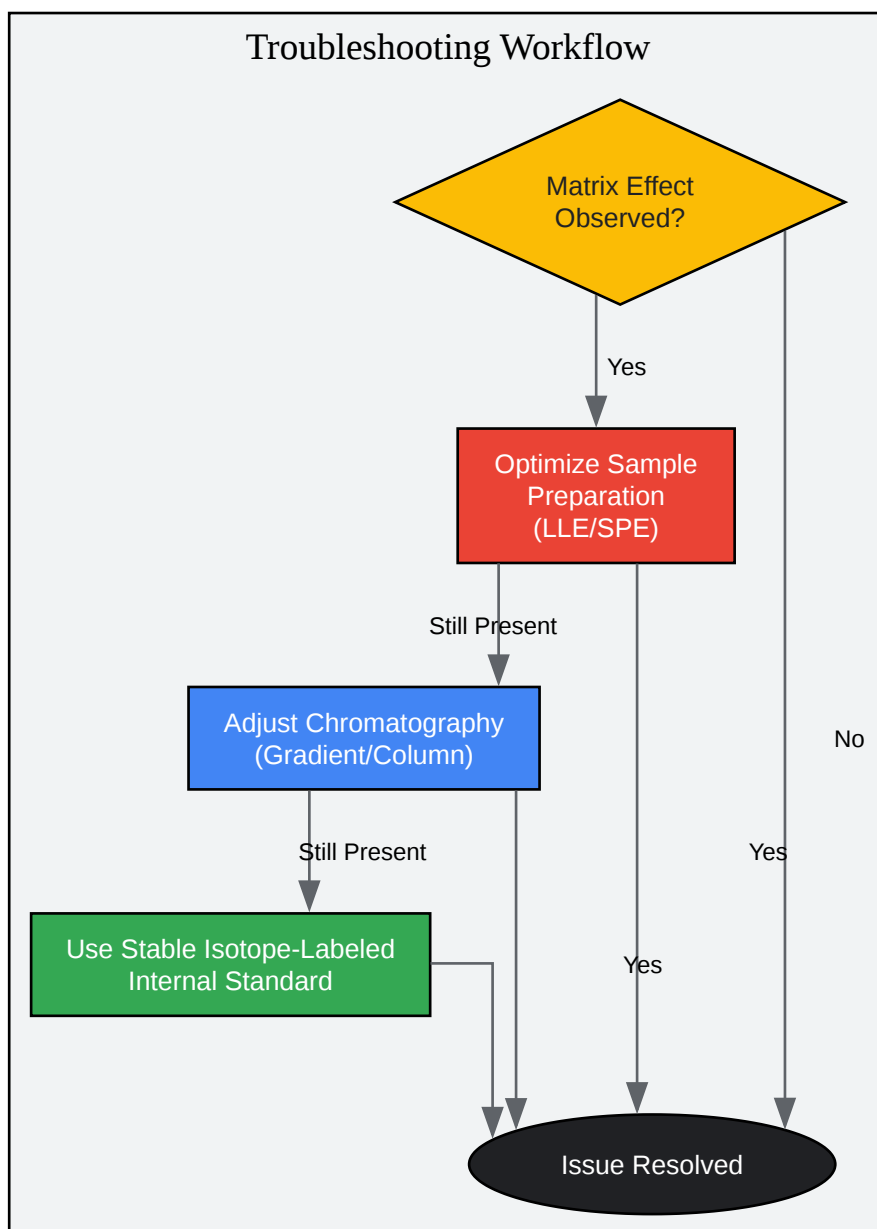 Troubleshooting Workflow
Matrix Effect
Observed?
Yes
Optimize Sample
Preparation
(LLE/SPE)
Still Present
Adjust Chromatography
(Gradient/Column)
No
Still Present
Yes
Use Stable Isotope-Labeled
Internal Standard
Yes
Issue Resolved